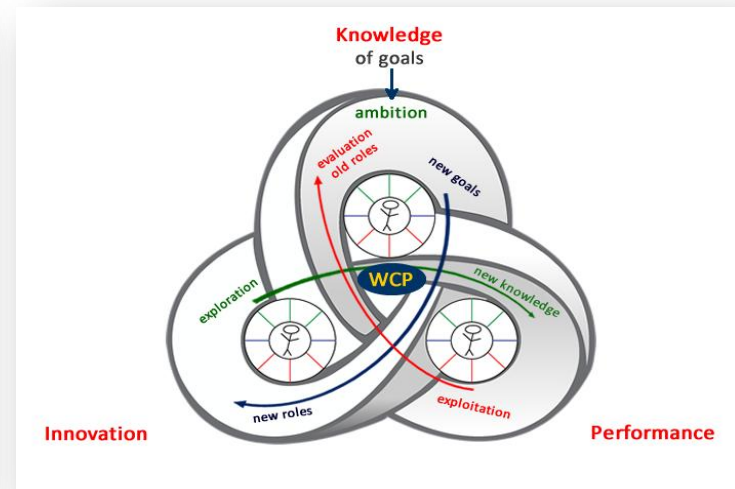 Knowledge
of goals
ambition
evaluation
old roles
new goals
WCP
exploration
new knowledge
new roles
exploitation
Innovation
Performance